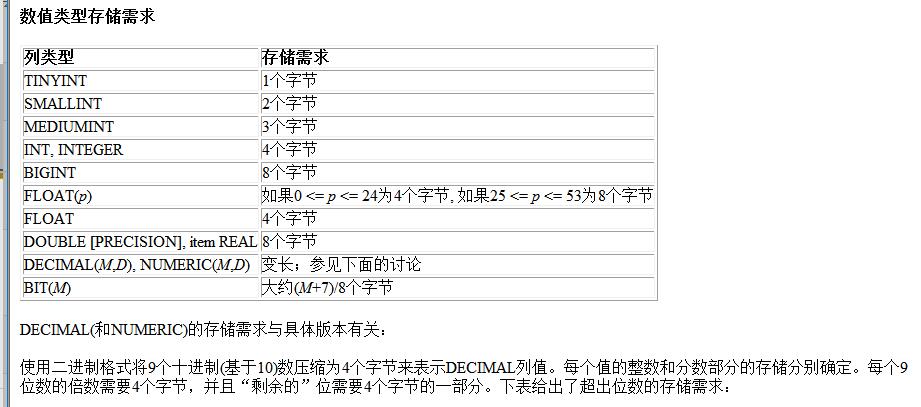 数值类型存储需求
列类型 存储需求
TINYINT 1个字节
SMALLINT 2个字节
MEDIUMINT 3个字节
INT, INTEGER 4个字节
BIGINT 8个字节
FLOAT(p) 如果0 <= p <= 24为4个字节, 如果25 <= p <= 53为8个字节
FLOAT 4个字节
DOUBLE [PRECISION], item REAL 8个字节
DECIMAL(M,D), NUMERIC(M,D) 变长；参见下面的讨论
BIT(M) 大约(M+7)/8个字节
DECIMAL(和NUMERIC)的存储需求与具体版本有关：
使用二进制格式将9个十进制(基于10)数压缩为4个字节来表示DECIMAL列值。每个值的整数和分数部分的存储分别确定。每个9
位数的倍数需要4个字节，并且“剩余的”位需要4个字节的一部分。下表给出了超出位数的存储需求：